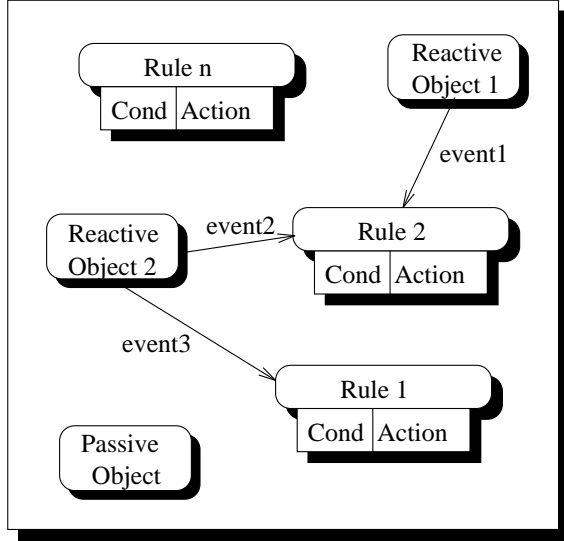 Rule n
Cond Action
Reactive
Object 1
event1
Reactive
Object 2
event2
Rule 2
Cond Action
event3
Rule 1
Cond Action
Passive
Object